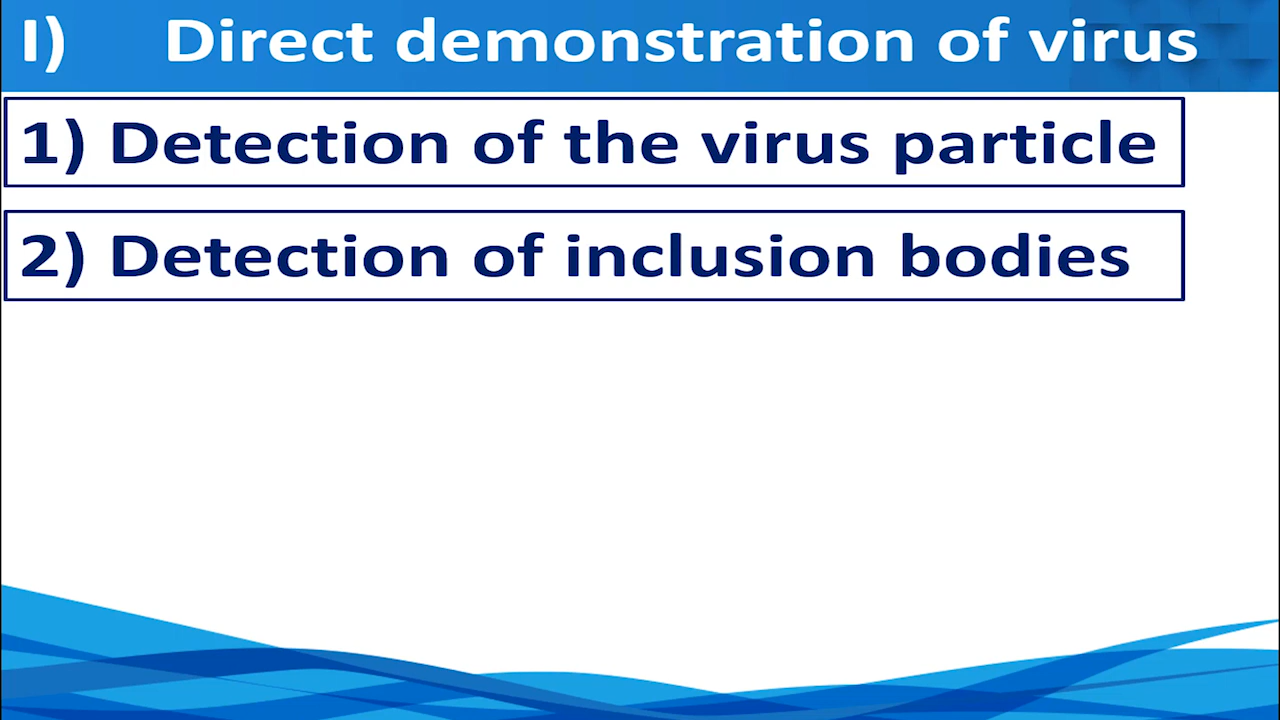 I) Direct demonstration of virus
1) Detection of the virus particle
2) Detection of inclusion bodies